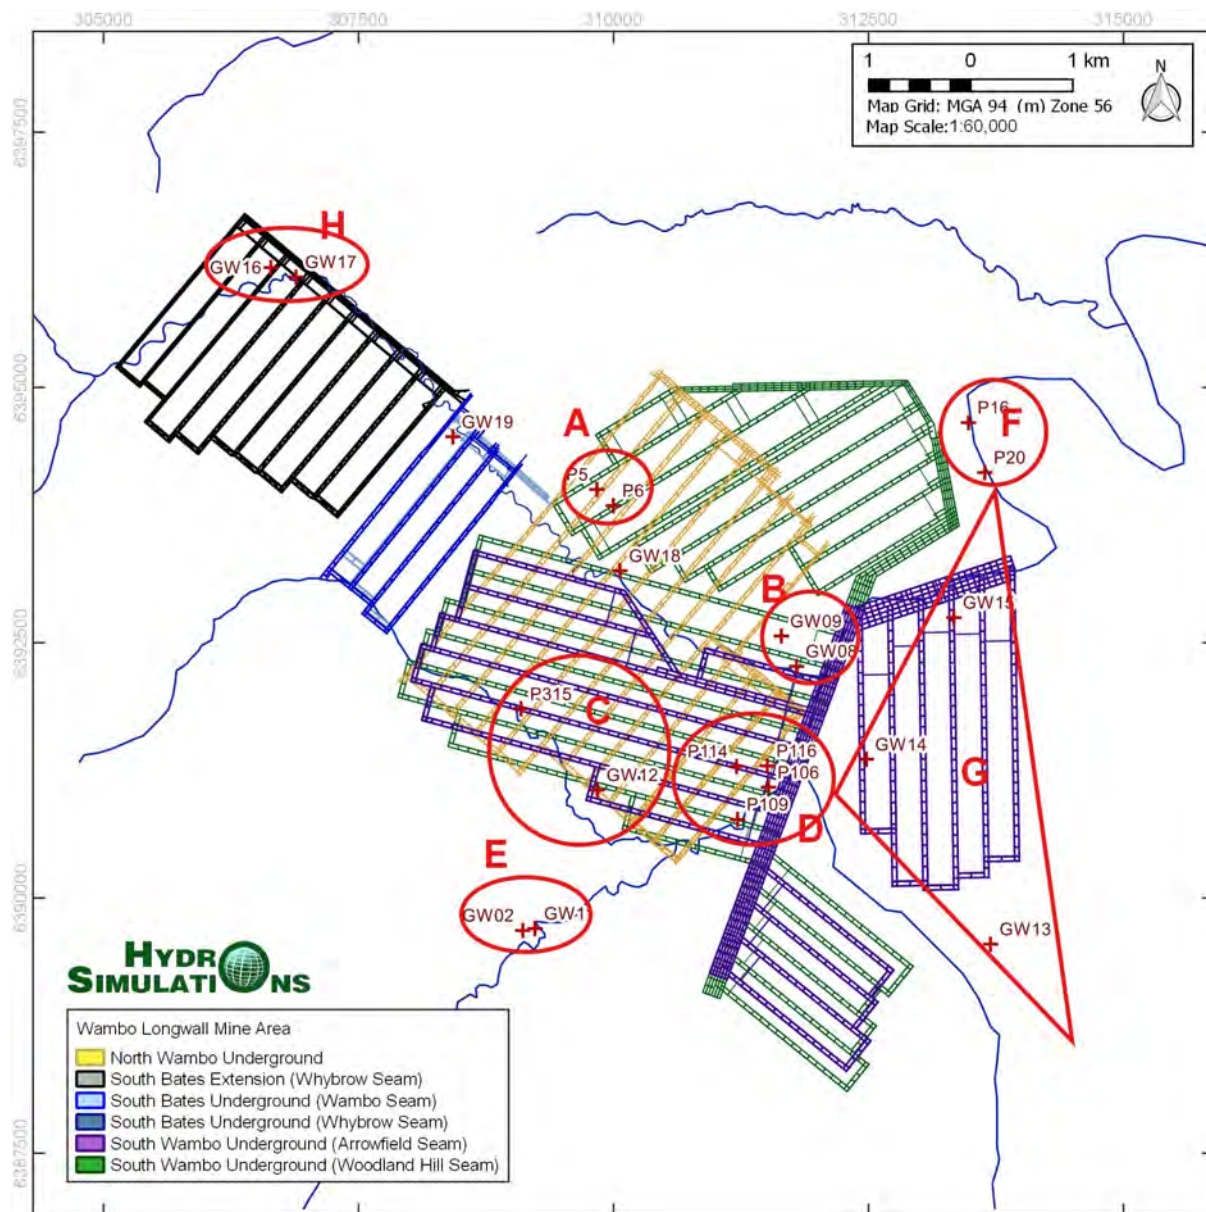 305000 307500 310000 312500 315000
1 0 1 km
N
Map Grid: MGA 94 (m) Zone 56
Map Scale:1:60,000
6397500
H
GW16 GW17
6395000
GW19
A
P5
P6
P16
F
P20
GW18
B
GW09
GW08
GW15
6392500
P315
C
P114 P116
P106
P109
D
GW12
GW14
G
E
GW02 GW1
6390000
GW13
HYDR
SIMULATI NS
Wambo Longwall Mine Area
North Wambo Underground
South Bates Extension (Whybrow Seam)
South Bates Underground (Wambo Seam)
South Bates Underground (Whybrow Seam)
South Wambo Underground (Arrowfield Seam)
South Wambo Underground (Woodland Hill Seam)
6387500